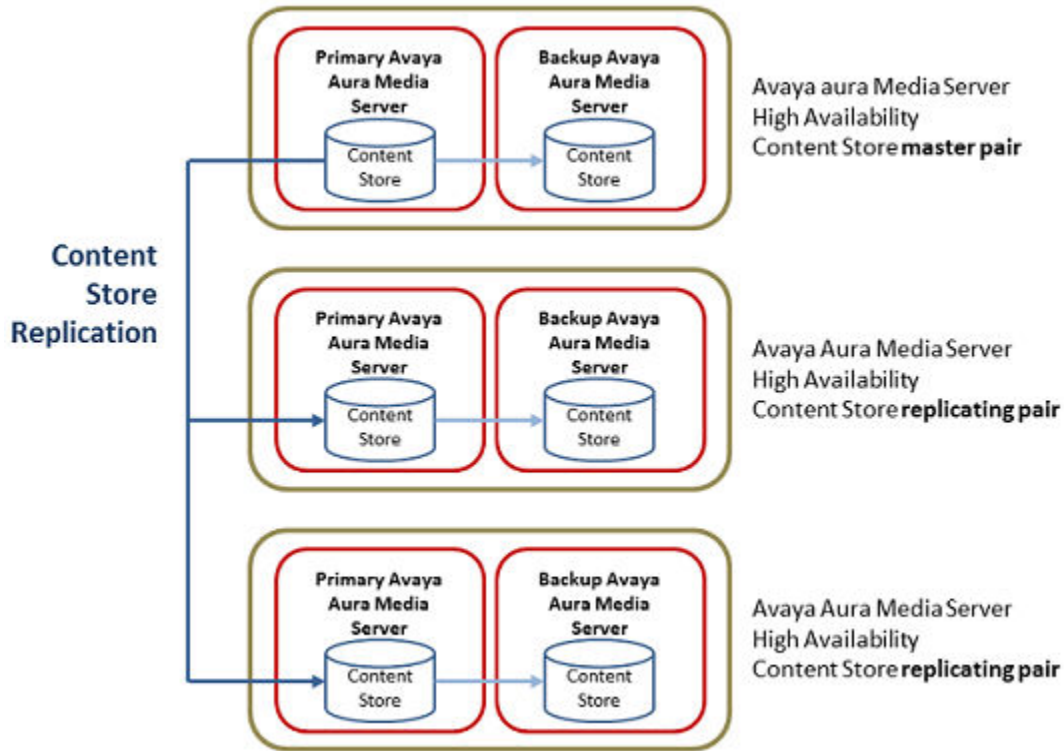 Primary Avaya
Aura Media
Server
Content
Store
Backup Avaya
Aura Media
Server
Content
Store
Avaya aura Media Server
High Availability
Content Store master pair
Content
Store
Replication
Primary Avaya
Aura Media
Server
Content
Store
Backup Avaya
Aura Media
Server
Content
Store
Avaya Aura Media Server
High Availability
Content Store replicating pair
Primary Avaya
Aura Media
Server
Content
Store
Backup Avaya
Aura Media
Server
Content
Store
Avaya Aura Media Server
High Availability
Content Store replicating pair